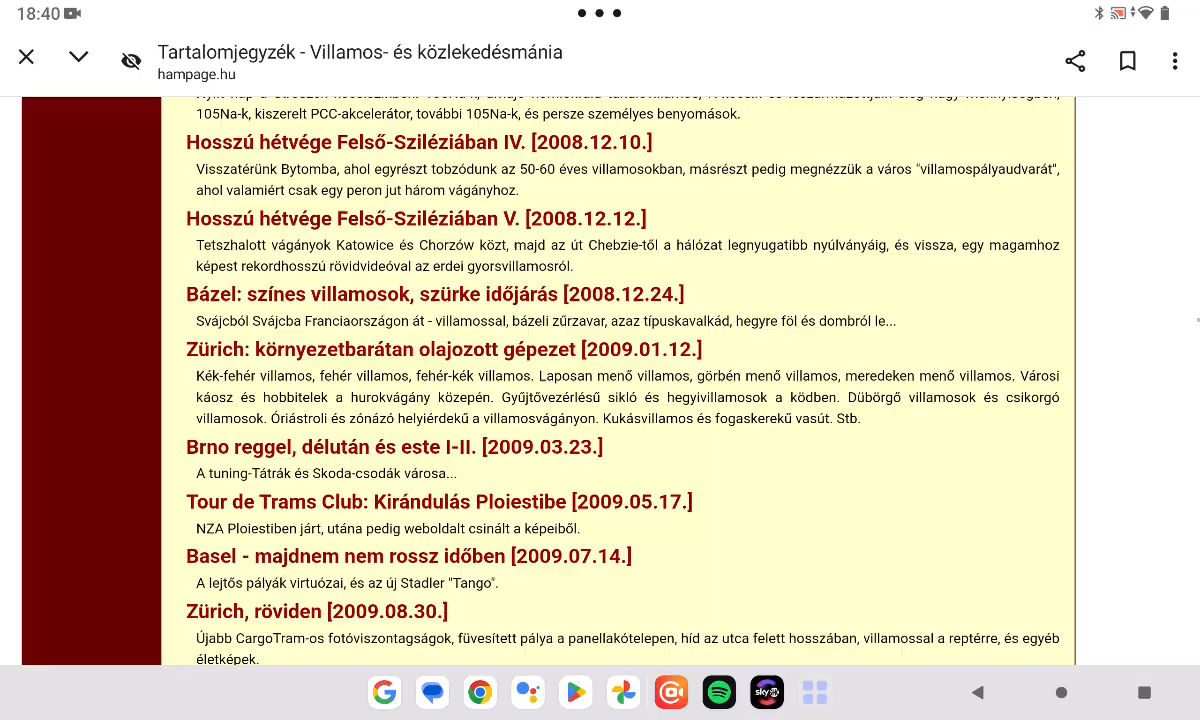 18:40
Tartalomjegyzék - Villamos- és közlekedésmánia
hampage.hu
105Na-k, kiszerelt PCC-akcelerátor, további 105Na-k, és persze személyes benyomások.
Hosszú hétvége Felső-Sziléziában IV. [2008.12.10.]
Visszatérünk Bytomba, ahol egyrészt tobzódunk az 50-60 éves villamosokban, másrészt pedig megnézzük a város "villamospályaudvarát",
ahol valamiért csak egy peron jut három vágányhoz.
Hosszú hétvége Felső-Sziléziában V. [2008.12.12.]
Tetszhalott vágányok Katowice és Chorzów közt, majd az út Chebzie-től a hálózat legnyugatibb nyúlványáig, és vissza, egy magamhoz
képest rekordhosszú rövidvideóval az erdei gyorsvillamosról.
Bázel: színes villamosok, szürke időjárás [2008.12.24.]
Svájcból Svájcba Franciaországon át - villamossal, bázeli zűrzavar, azaz típuskavalkád, hegyre föl és dombról le...
Zürich: környezetbarátan olajozott gépezet [2009.01.12.]
Kék-fehér villamos, fehér villamos, fehér-kék villamos. Laposan menő villamos, görbén menő villamos, meredeken menő villamos. Városi
káosz és hobbitelek a hurokvágány közepén. Gyűjtővezérlésű sikló és hegyivillamosok a ködben. Dübörgő villamosok és csikorgó
villamosok. Óriástroli és zónázó helyiérdekű a villamosvágányon. Kukásvillamos és fogaskerekű vasút. Stb.
Brno reggel, délután és este I-II. [2009.03.23.]
A tuning-Tátrák és Skoda-csodák városa...
Tour de Trams Club: Kirándulás Ploiestibe [2009.05.17.]
NZA Ploiestiben járt, utána pedig weboldalt csinált a képeiből.
Basel - majdnem nem rossz időben [2009.07.14.]
A lejtős pályák virtuózai, és az új Stadler "Tango".
Zürich, röviden [2009.08.30.]
Újabb CargoTram-os fotóviszontagságok, füvesített pálya a panellakótelepen, híd az utca felett hosszában, villamossal a reptérre, és egyéb
életképek.
sky